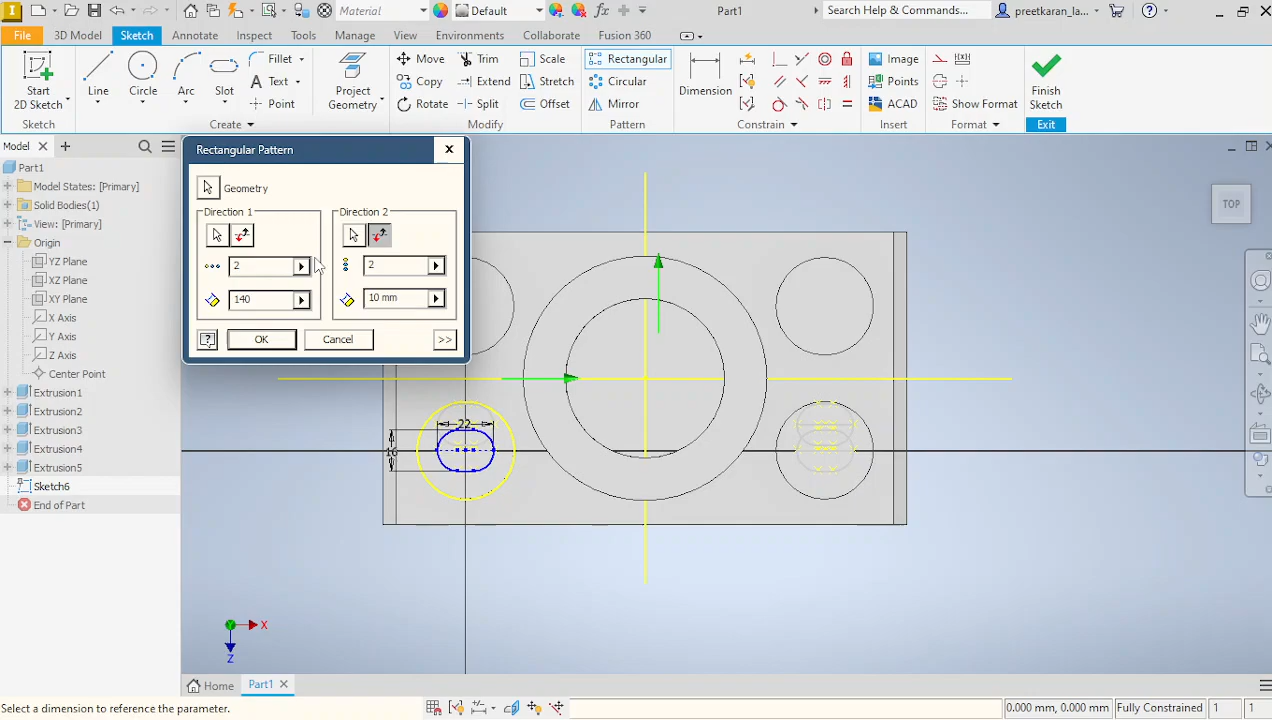 Material
Default
Part1
Search Help & Commands...
preetkaran_la...
File
3D Model
Sketch
Annotate
Inspect
Tools
Manage
View
Environments
Collaborate
Fusion 360
Start
2D Sketch
Line
Circle
Arc
Slot
Fillet
Text
Point
Project
Geometry
Move
Copy
Rotate
Trim
Extend
Split
Scale
Stretch
Offset
Rectangular
Circular
Mirror
Dimension
Image
Points
ACAD
Show Format
Finish
Sketch
Sketch
Create
Modify
Pattern
Constrain
Insert
Format
Exit
Model
Part1
Model States: [Primary]
Solid Bodies(1)
View: [Primary]
Origin
YZ Plane
XZ Plane
XY Plane
X Axis
Y Axis
Z Axis
Center Point
Extrusion1
Extrusion2
Extrusion3
Extrusion4
Extrusion5
Sketch6
End of Part
Rectangular Pattern
Geometry
Direction 1
Direction 2
2
2
140
10 mm
OK
Cancel
>>
TOP
22
16
X
Z
Home
Part1
Select a dimension to reference the parameter.
0.000 mm, 0.000 mm
Fully Constrained
1
1